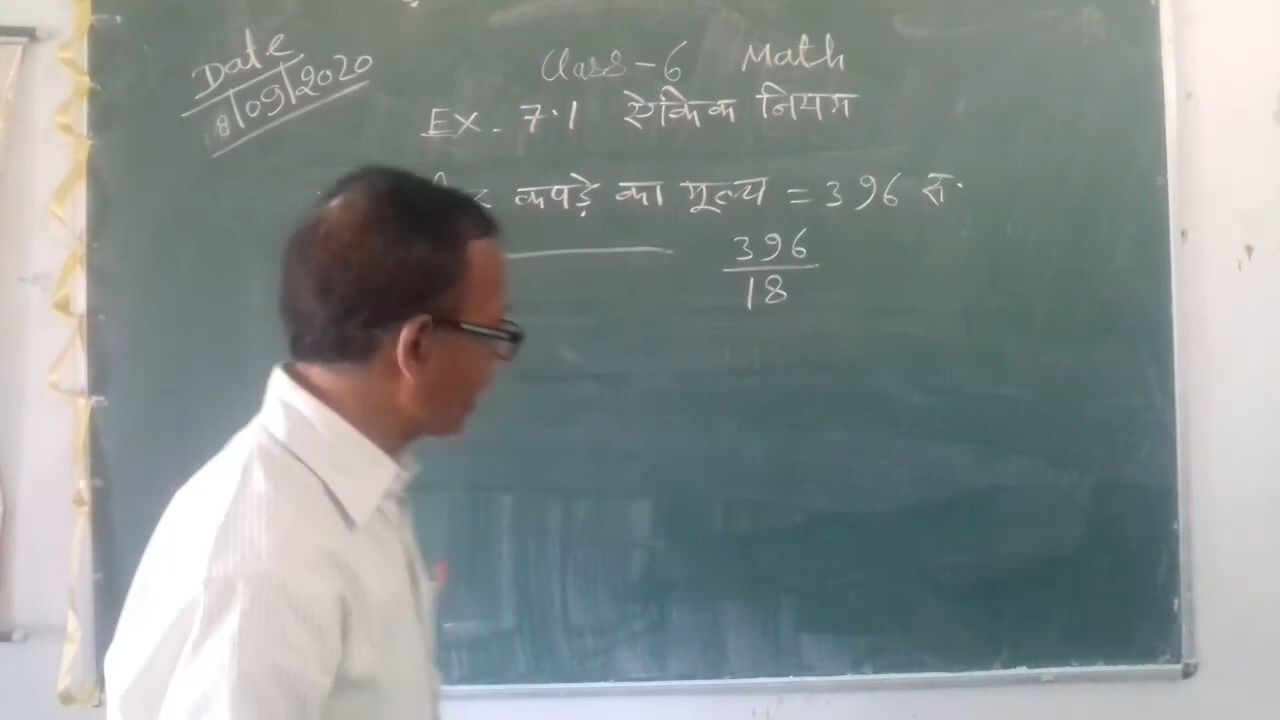 Date
8/09/2020
Class-6 Math
EX. 7.1 ऐकिक नियम
कपड़े का मूल्य = 396 रु.
396
18